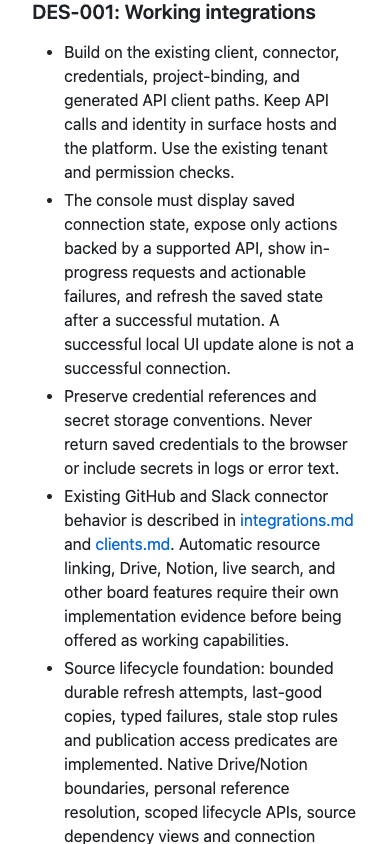 DES-001: Working integrations
• Build on the existing client, connector,
credentials, project-binding, and
generated API client paths. Keep API
calls and identity in surface hosts and
the platform. Use the existing tenant
and permission checks.
• The console must display saved
connection state, expose only actions
backed by a supported API, show in-
progress requests and actionable
failures, and refresh the saved state
after a successful mutation. A
successful local UI update alone is not a
successful connection.
• Preserve credential references and
secret storage conventions. Never
return saved credentials to the browser
or include secrets in logs or error text.
• Existing GitHub and Slack connector
behavior is described in integrations.md
and clients.md. Automatic resource
linking, Drive, Notion, live search, and
other board features require their own
implementation evidence before being
offered as working capabilities.
• Source lifecycle foundation: bounded
durable refresh attempts, last-good
copies, typed failures, stale stop rules
and publication access predicates are
implemented. Native Drive/Notion
boundaries, personal reference
resolution, scoped lifecycle APIs, source
dependency views and connection